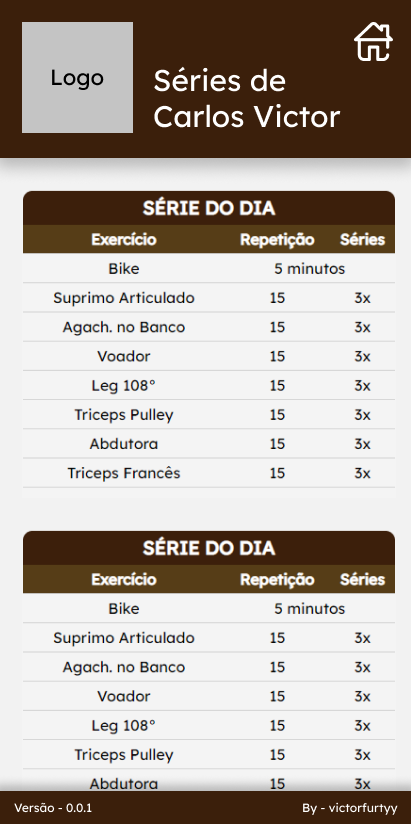 Logo
Séries de
Carlos Victor
SÉRIE DO DIA
Exercício Repetição Séries
Bike 5 minutos
Suprimo Articulado 15 3x
Agach. no Banco 15 3x
Voador 15 3x
Leg 108° 15 3x
Triceps Pulley 15 3x
Abdutora 15 3x
Triceps Francês 15 3x
SÉRIE DO DIA
Exercício Repetição Séries
Bike 5 minutos
Suprimo Articulado 15 3x
Agach. no Banco 15 3x
Voador 15 3x
Leg 108° 15 3x
Triceps Pulley 15 3x
Abdutora 15 3x
Versão - 0.0.1 By - victorfurtyy